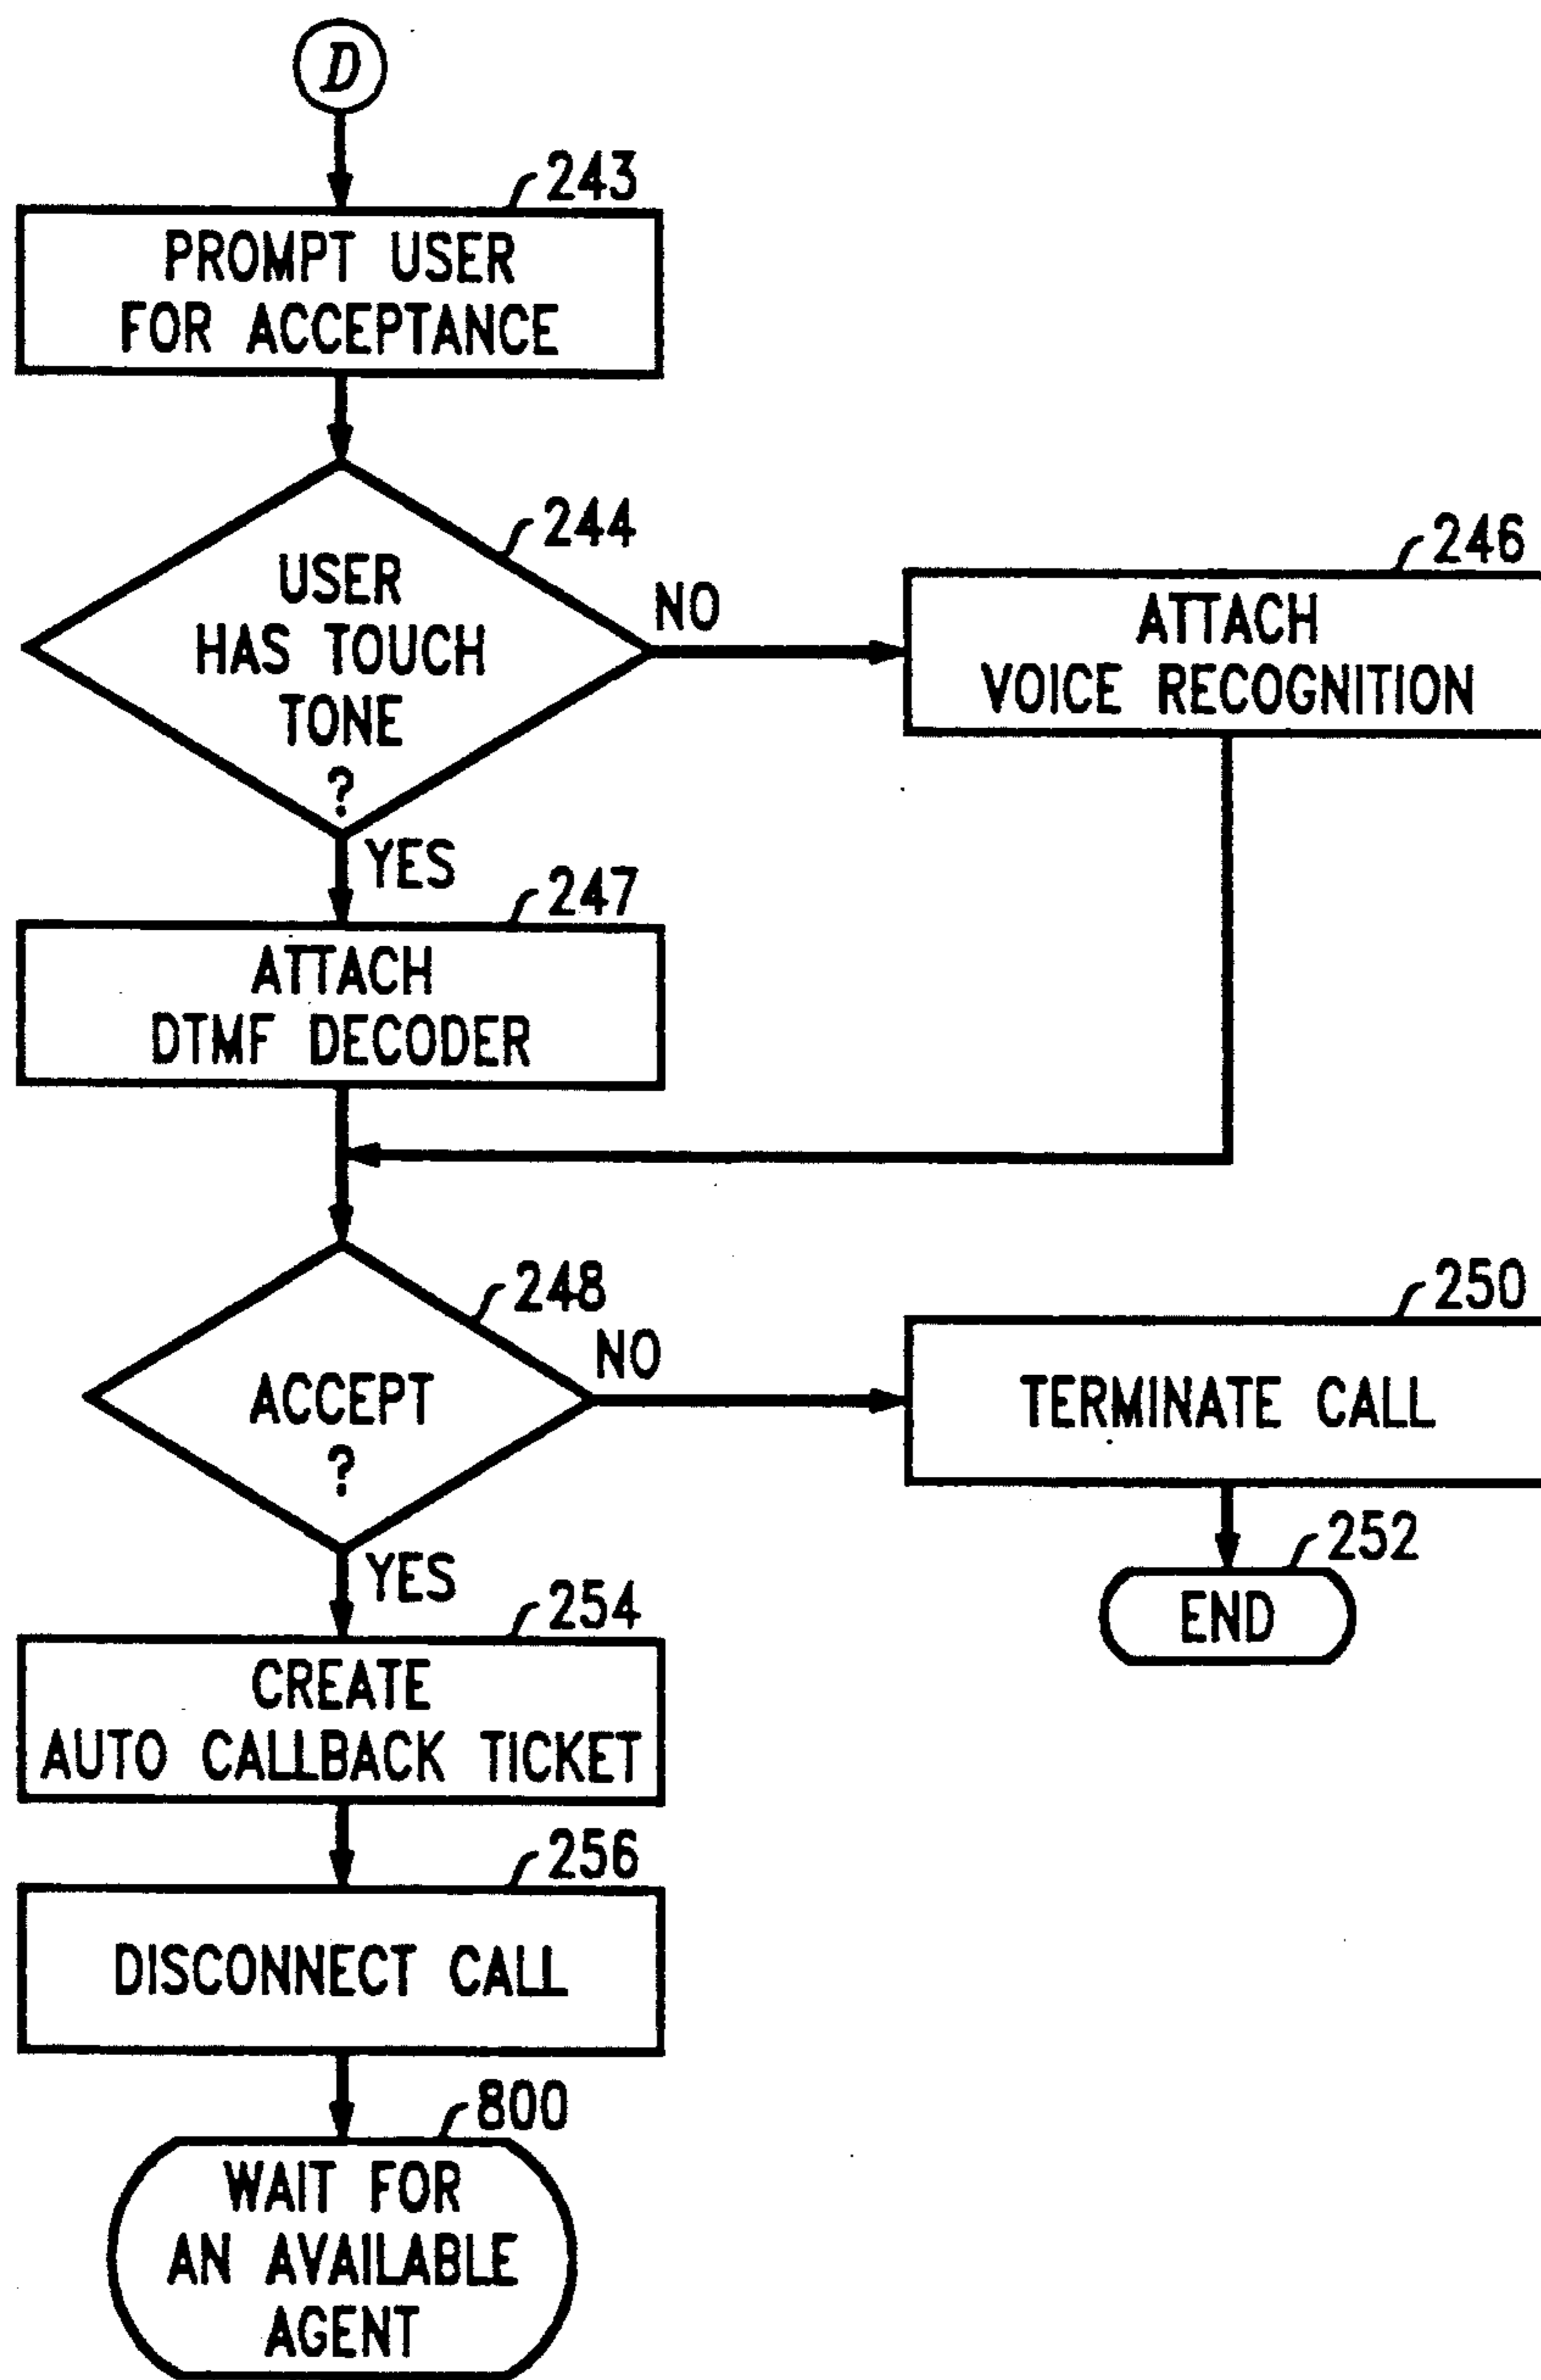 D
243
PROMPT USER
FOR ACCEPTANCE
244
USER
HAS TOUCH
TONE
?
NO
246
ATTACH
VOICE RECOGNITION
YES
247
ATTACH
DTMF DECODER
248
ACCEPT
?
NO
250
TERMINATE CALL
252
END
YES
254
CREATE
AUTO CALLBACK TICKET
256
DISCONNECT CALL
800
WAIT FOR
AN AVAILABLE
AGENT